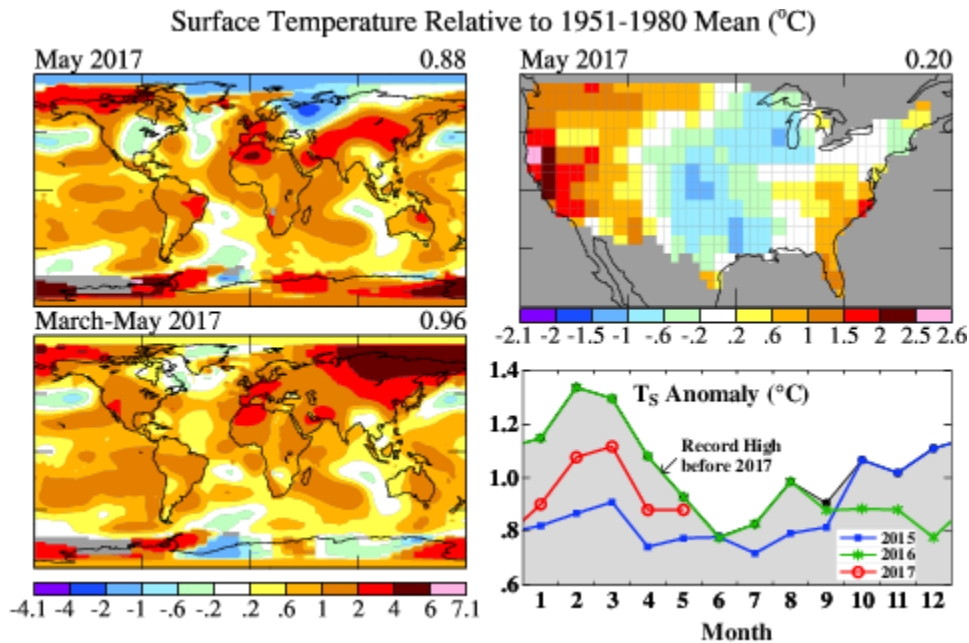 Surface Temperature Relative to 1951-1980 Mean (°C)
May 2017 0.88
May 2017 0.20
-2.1 -2 -1.5 -1 -.6 -.2 .2 .6 1 1.5 2 2.5 2.6
March-May 2017 0.96
-4.1 -4 -2 -1 -.6 -.2 .2 .6 1 2 4 6 7.1
Ts Anomaly (°C)
1.4
1.2
1.0
.8
.6
Record High
before 2017
2015
2016
2017
1 2 3 4 5 6 7 8 9 10 11 12
Month